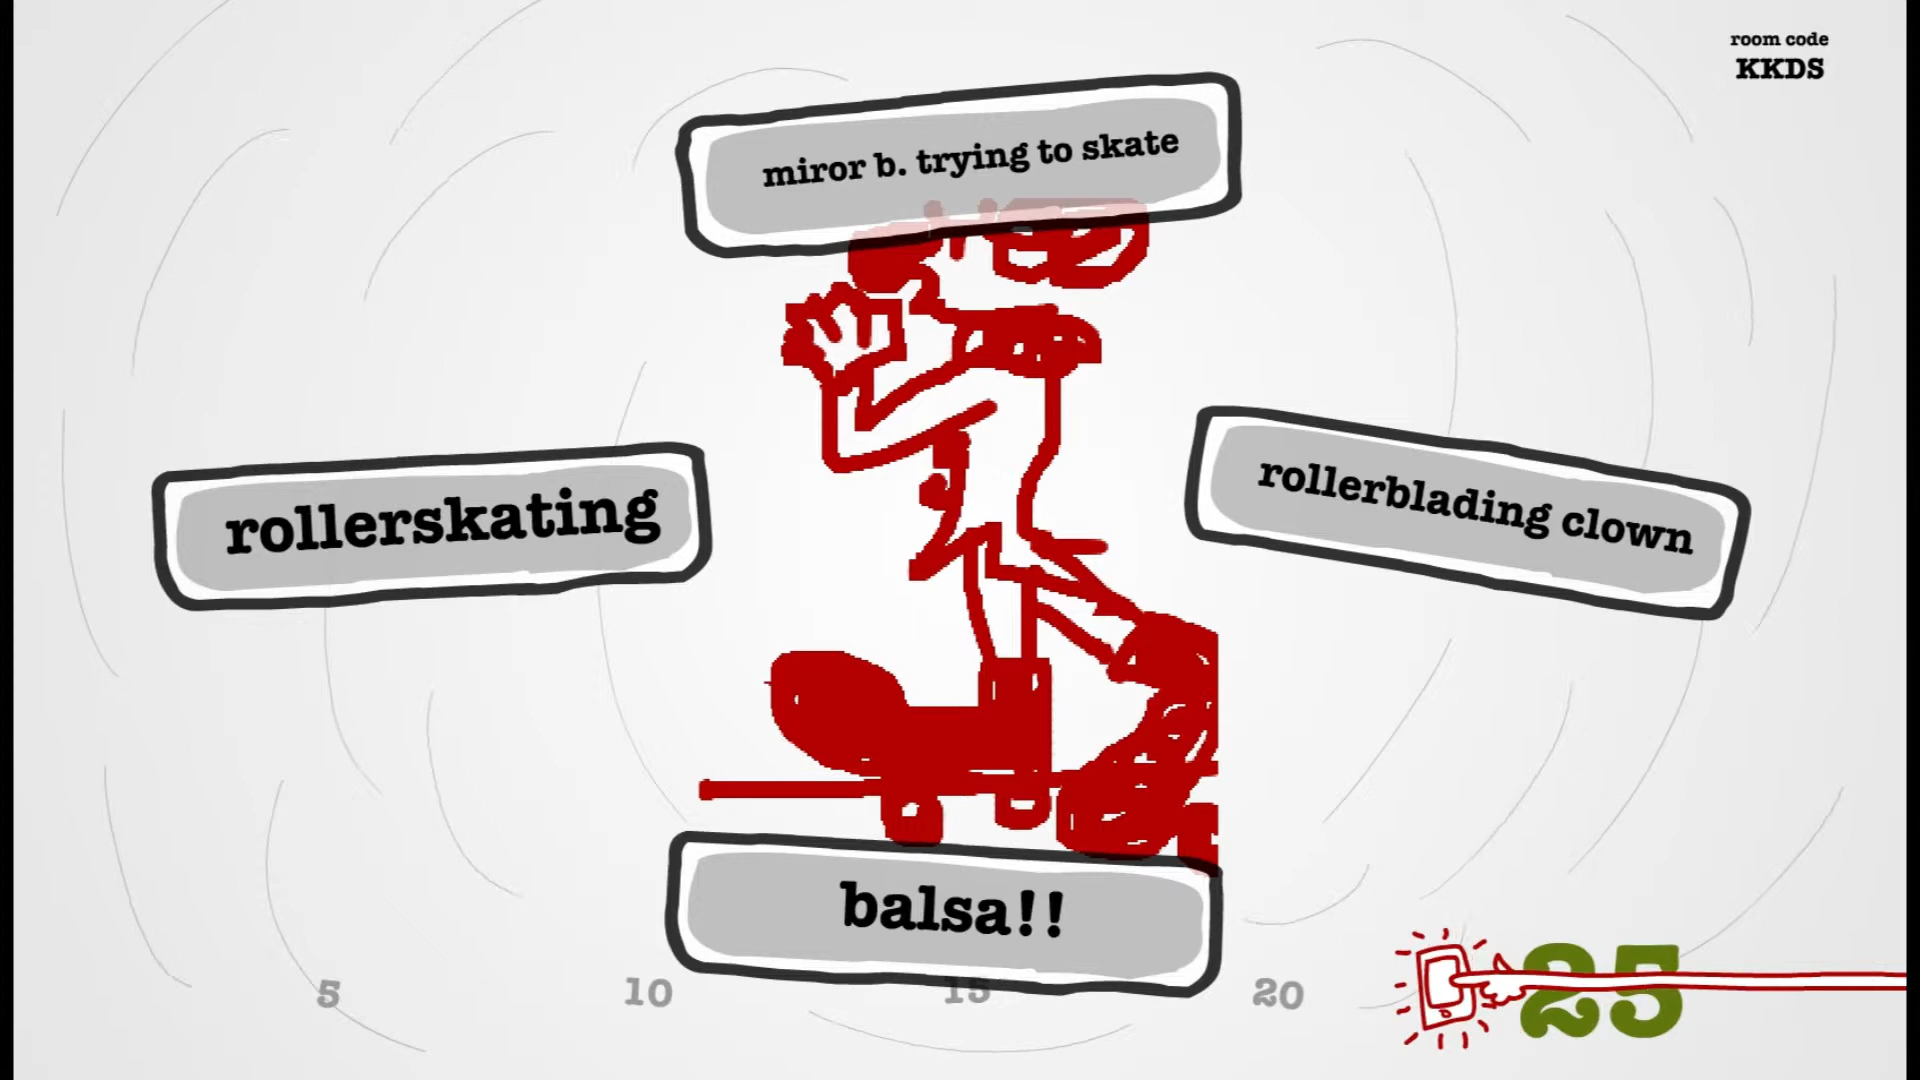 room code
KKDS
miror b. trying to skate
rollerskating
rollerblading clown
balsa!!
5
10
15
20
25